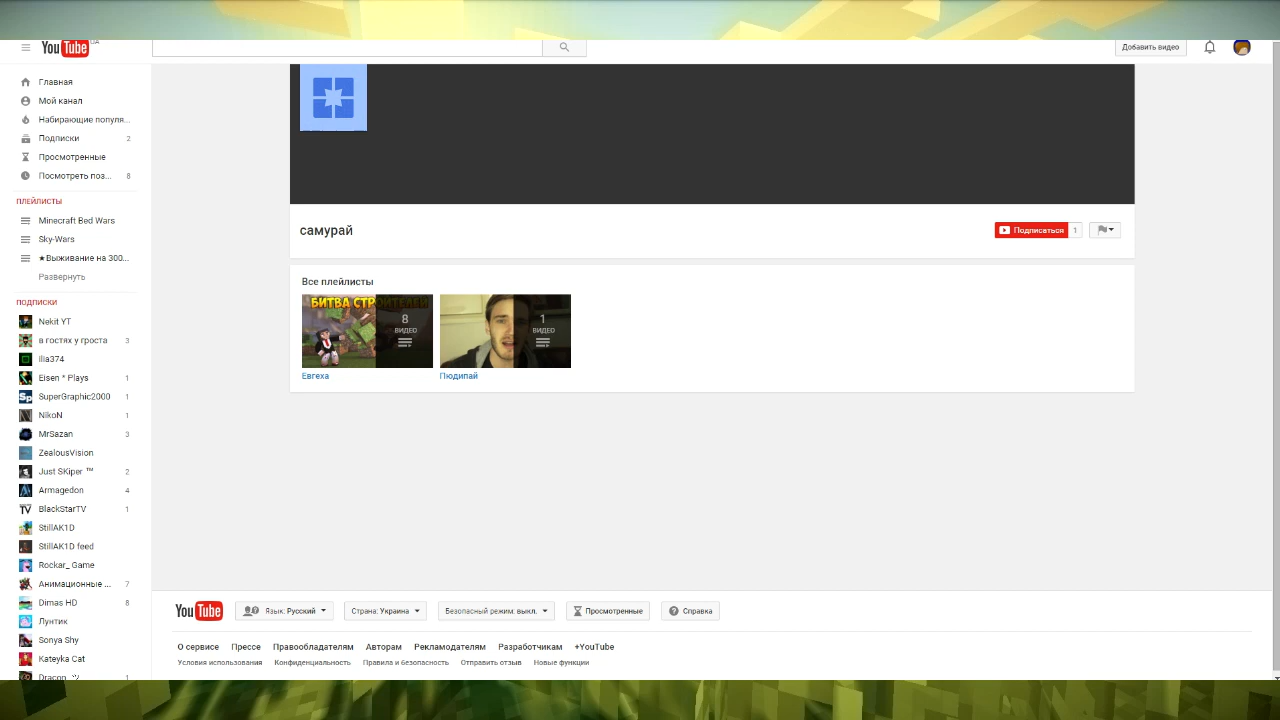 YouTube
Добавить видео
Главная
Мой канал
Набирающие популя...
Подписки 2
Просмотренные
Посмотреть поз... 8
ПЛЕЙЛИСТЫ
Minecraft Bed Wars
Sky-Wars
★Выживание на 300...
Развернуть
ПОДПИСКИ
Nekit YT
в гостях у гроста 3
ilia374
Eisen * Plays 1
SuperGraphic2000 1
NikoN 1
MrSazan 3
ZealousVision
Just SKiper ™ 2
Armagedon 4
BlackStarTV 1
StillAK1D
StillAK1D feed
Rockar_ Game
Анимационные ... 7
Dimas HD 8
Лунтик
Sonya Shy
Kateyka Cat
Dracon ツ 1
самурай
Подписаться 1
Все плейлисты
БИТВА СТРОИТЕЛЕЙ
8
ВИДЕО
Евгеха
1
ВИДЕО
Пюдипай
YouTube
Язык: Русский
Страна: Украина
Безопасный режим: выкл.
Просмотренные
Справка
О сервисе Прессе Правообладателям Авторам Рекламодателям Разработчикам +YouTube
Условия использования Конфиденциальность Правила и безопасность Отправить отзыв Новые функции